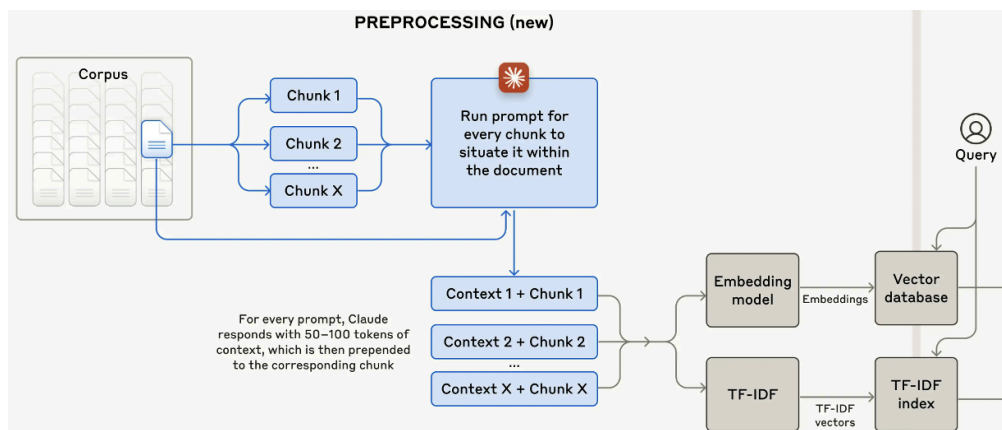 PREPROCESSING (new)
Corpus
Chunk 1
Chunk 2
...
Chunk X
Run prompt for
every chunk to
situate it within
the document
Query
Context 1 + Chunk 1
Context 2 + Chunk 2
...
Context X + Chunk X
For every prompt, Claude
responds with 50–100 tokens of
context, which is then prepended
to the corresponding chunk
Embedding
model
Embeddings
Vector
database
TF-IDF
TF-IDF
vectors
TF-IDF
index